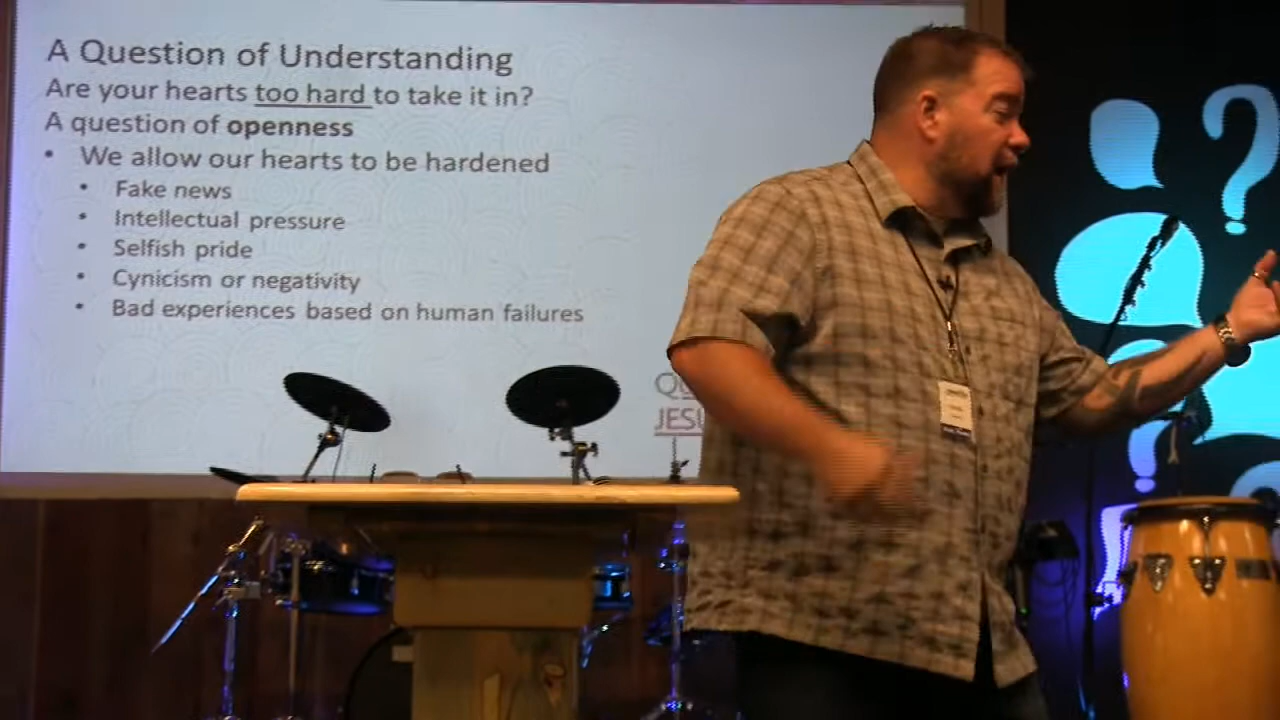 A Question of Understanding
Are your hearts too hard to take it in?
A question of openness
• We allow our hearts to be hardened
• Fake news
• Intellectual pressure
• Selfish pride
• Cynicism or negativity
• Bad experiences based on human failures